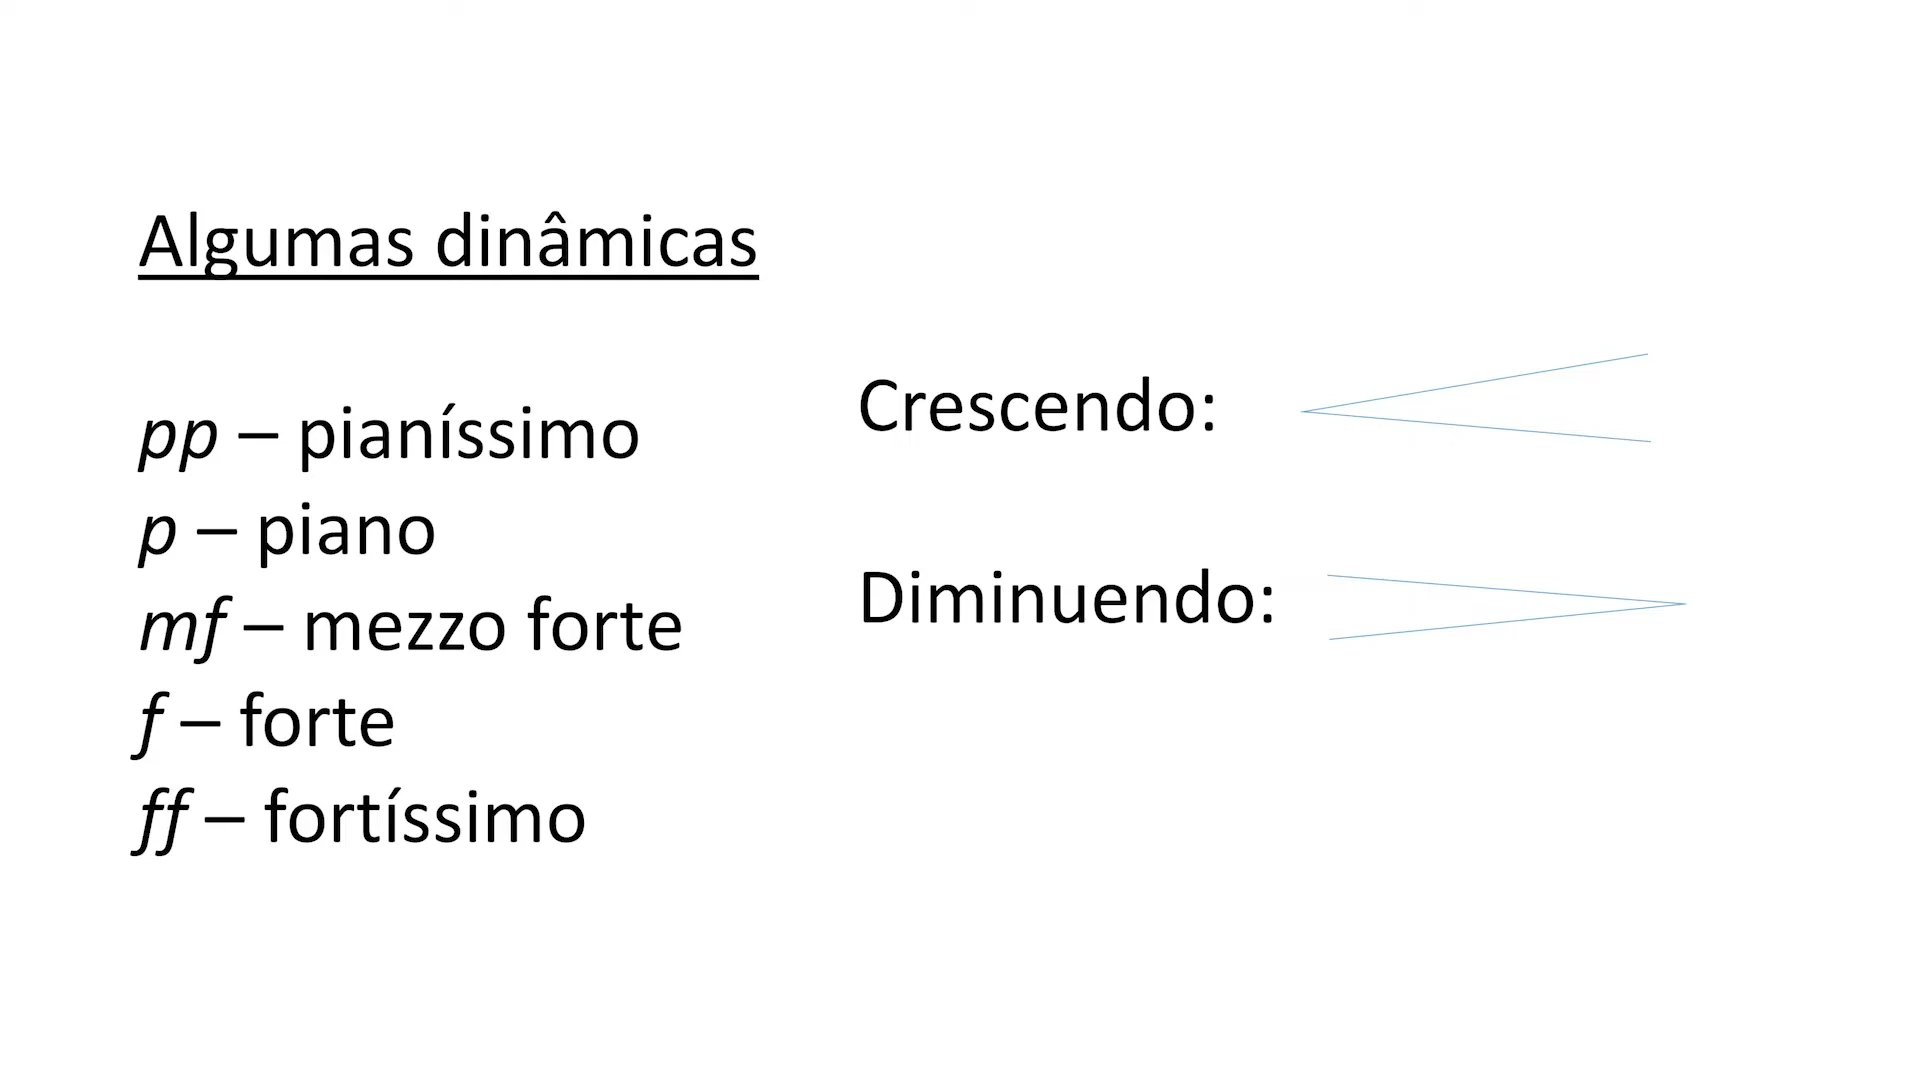 Algumas dinâmicas
pp – pianíssimo
p – piano
mf – mezzo forte
f – forte
ff – fortíssimo
Crescendo:
Diminuendo: